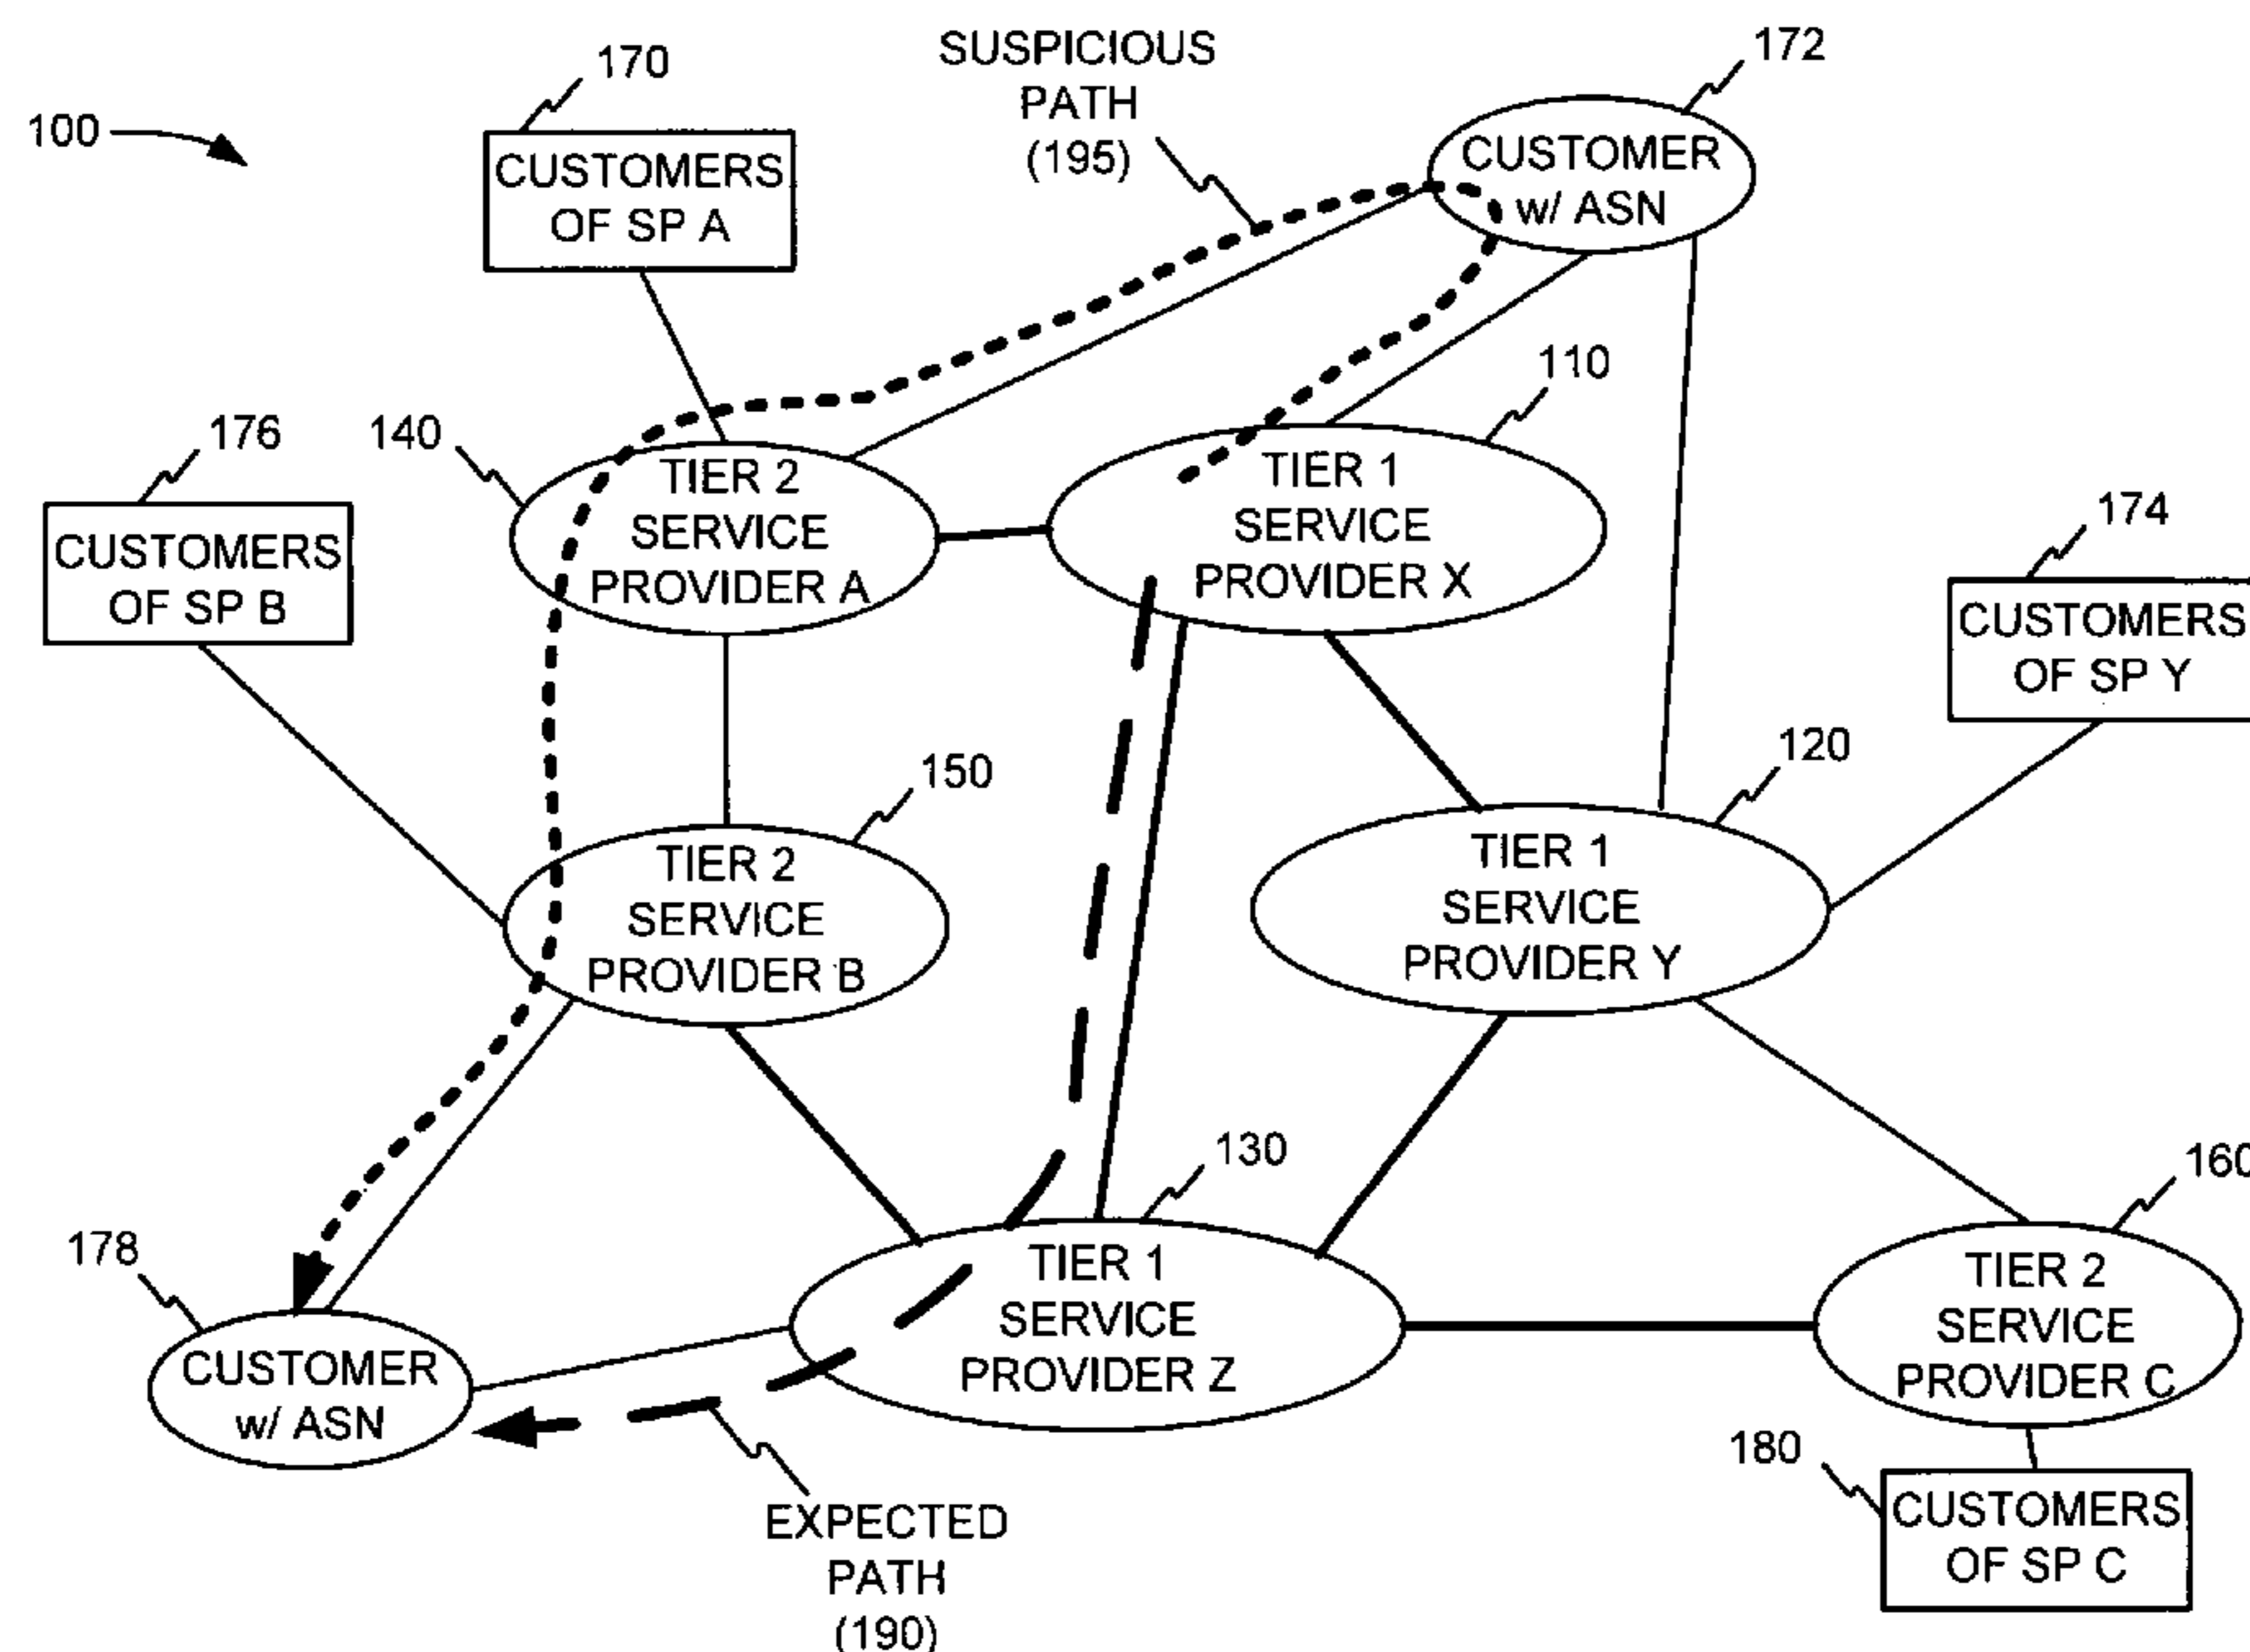 SUSPICIOUS
PATH
(195)
172
170
100
CUSTOMERS
OF SP A
CUSTOMER
w/ ASN
110
176
140
TIER 2
SERVICE
PROVIDER A
TIER 1
SERVICE
PROVIDER X
174
CUSTOMERS
OF SP B
CUSTOMERS
OF SP Y
150
120
TIER 2
SERVICE
PROVIDER B
TIER 1
SERVICE
PROVIDER Y
130
160
178
TIER 1
SERVICE
PROVIDER Z
TIER 2
SERVICE
PROVIDER C
CUSTOMER
w/ ASN
180
EXPECTED
PATH
(190)
CUSTOMERS
OF SP C